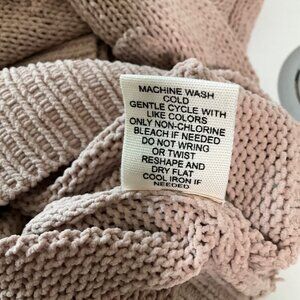 MACHINE WASH
COLD
GENTLE CYCLE WITH
LIKE COLORS
ONLY NON-CHLORINE
BLEACH IF NEEDED
DO NOT WRING
OR TWIST
RESHAPE AND
DRY FLAT
COOL IRON IF
NEEDED